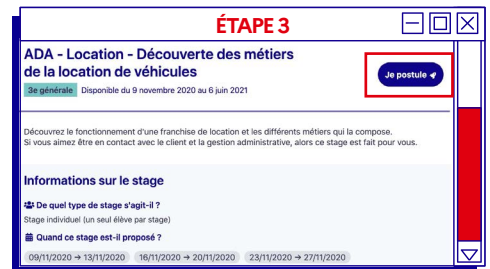 ÉTAPE 3
ADA - Location - Découverte des métiers
de la location de véhicules
Je postule
3e générale Disponible du 9 novembre 2020 au 6 juin 2021
Découvrez le fonctionnement d'une franchise de location et les différents métiers qui la compose.
Si vous aimez être en contact avec le client et la gestion administrative, alors ce stage est fait pour vous.
Informations sur le stage
De quel type de stage s'agit-il ?
Stage individuel (un seul élève par stage)
Quand ce stage est-il proposé ?
09/11/2020 → 13/11/2020 16/11/2020 → 20/11/2020 23/11/2020 → 27/11/2020